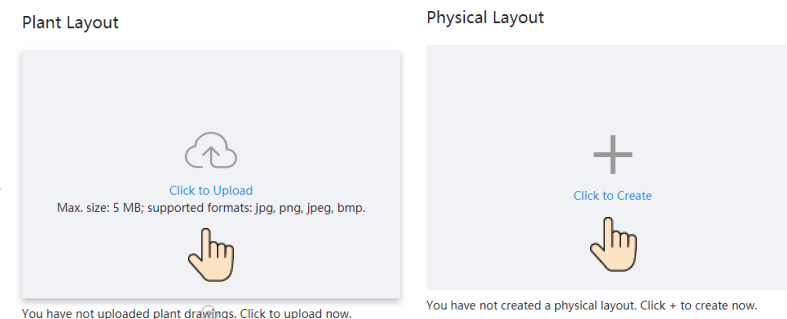 Plant Layout
Physical Layout
Click to Upload
Max. size: 5 MB; supported formats: jpg, png, jpeg, bmp.
Click to Create
You have not uploaded plant drawings. Click to upload now.
You have not created a physical layout. Click + to create now.